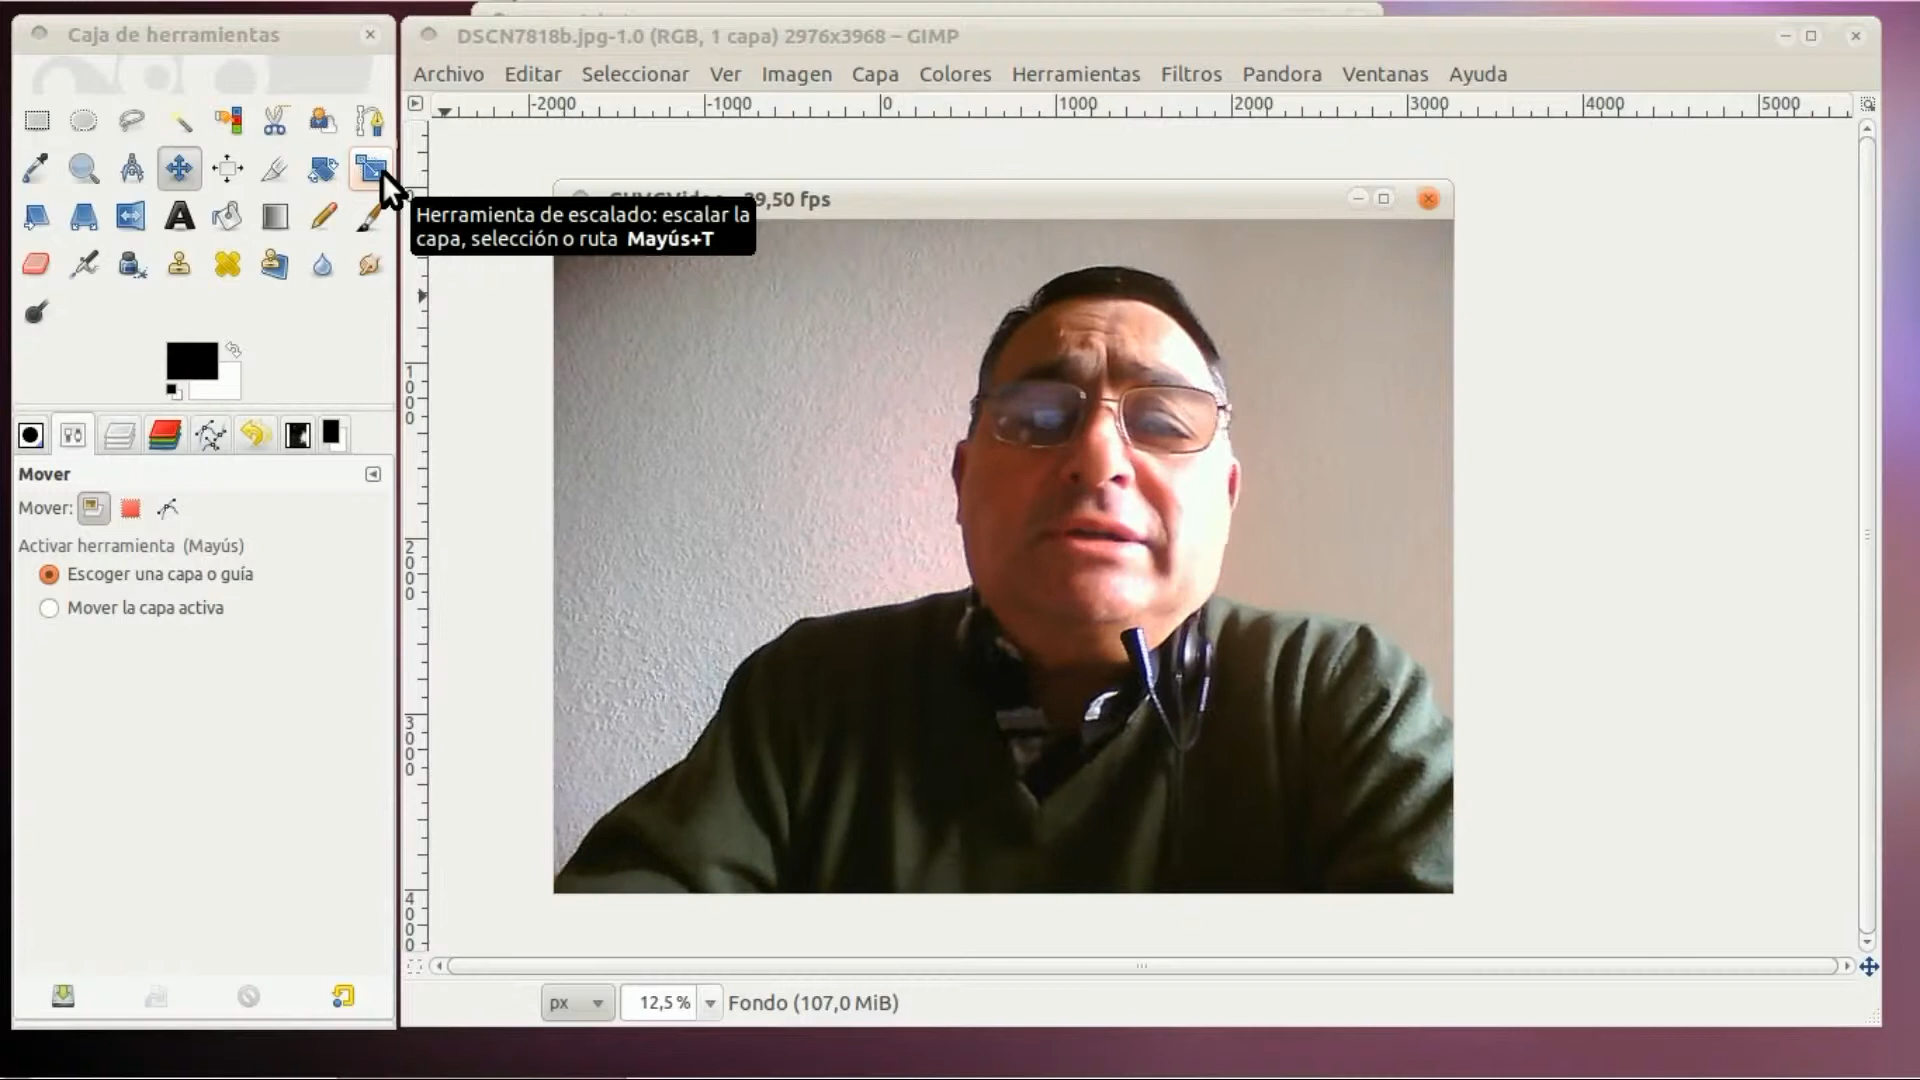 Caja de herramientas
DSCN7818b.jpg-1.0 (RGB, 1 capa) 2976x3968 – GIMP
Archivo Editar Seleccionar Ver Imagen Capa Colores Herramientas Filtros Pandora Ventanas Ayuda
-2000 -1000 0 1000 2000 3000 4000 5000
39,50 fps
Herramienta de escalado: escalar la
capa, selección o ruta Mayús+T
1000
2000
3000
4000
Mover
Mover:
Activar herramienta (Mayús)
Escoger una capa o guía
Mover la capa activa
px 12,5 % Fondo (107,0 MiB)